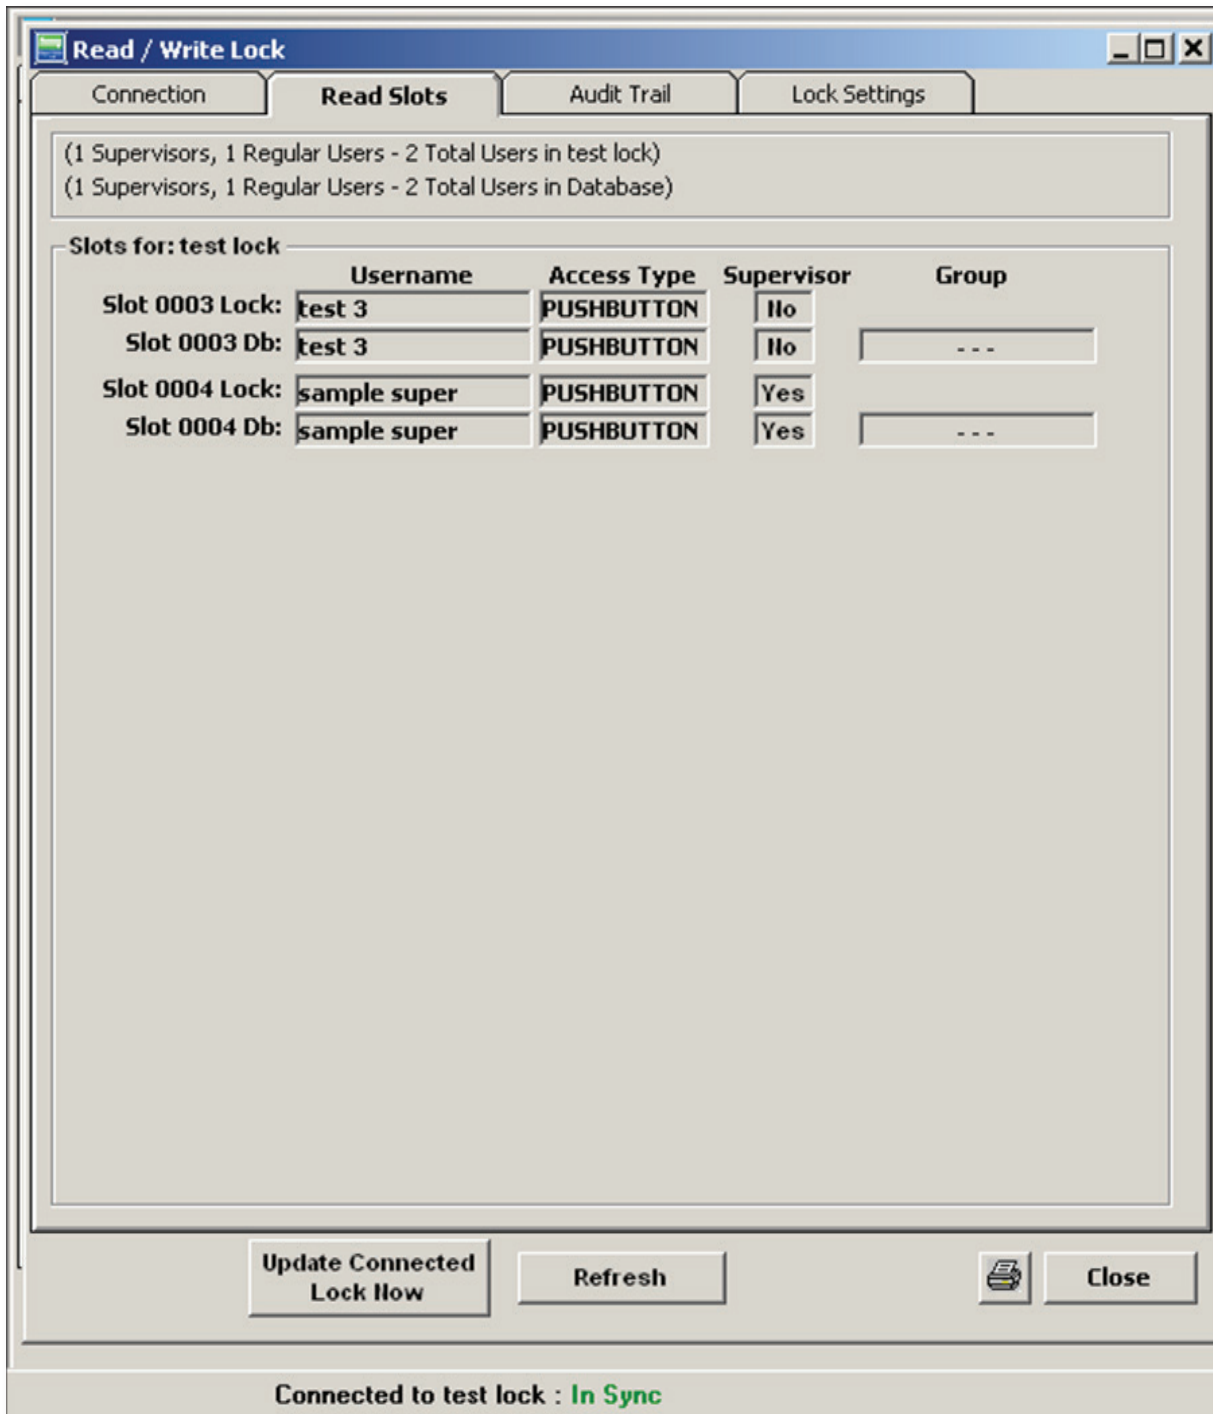 Read / Write Lock
Connection Read Slots Audit Trail Lock Settings
(1 Supervisors, 1 Regular Users - 2 Total Users in test lock)
(1 Supervisors, 1 Regular Users - 2 Total Users in Database)
Slots for: test lock
Username Access Type Supervisor Group
Slot 0003 Lock: test 3 PUSHBUTTON No
Slot 0003 Db: test 3 PUSHBUTTON No - - -
Slot 0004 Lock: sample super PUSHBUTTON Yes
Slot 0004 Db: sample super PUSHBUTTON Yes - - -
Update Connected
Lock Now
Refresh
Close
Connected to test lock : In Sync